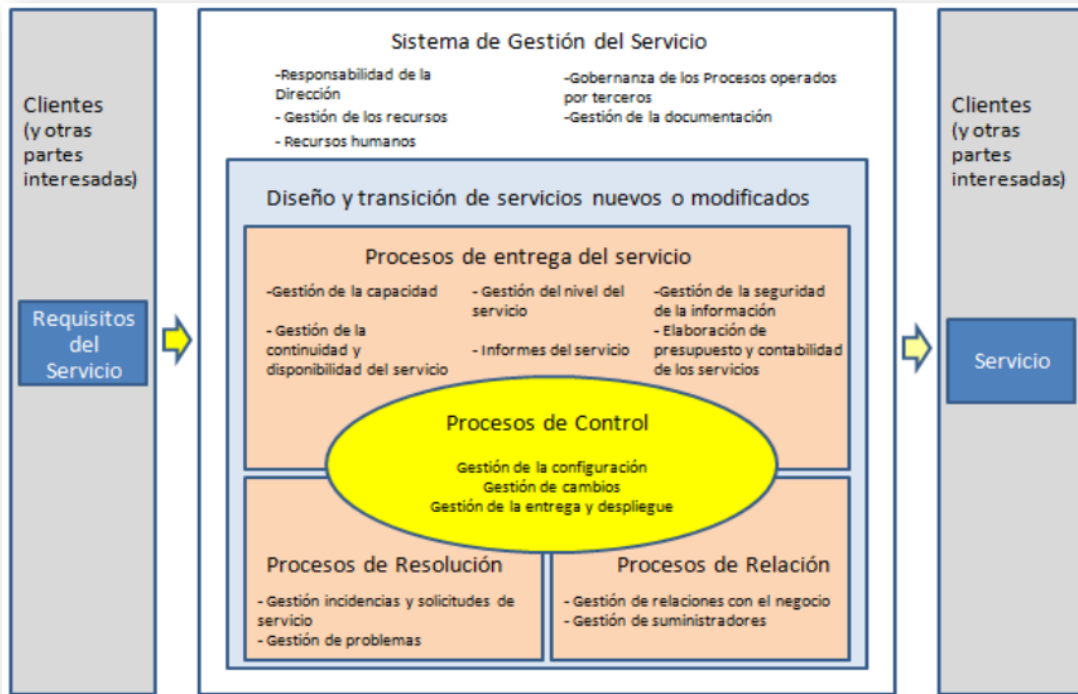 Clientes
(y otras
partes
interesadas)
Requisitos
del
Servicio
Sistema de Gestión del Servicio
-Responsabilidad de la
Dirección
- Gestión de los recursos
- Recursos humanos
-Gobernanza de los Procesos operados
por terceros
-Gestión de la documentación
Diseño y transición de servicios nuevos o modificados
Procesos de entrega del servicio
-Gestión de la capacidad
- Gestión de la
continuidad y
disponibilidad del servicio
- Gestión del nivel del
servicio
- Informes del servicio
-Gestión de la seguridad
de la información
- Elaboración de
presupuesto y contabilidad
de los servicios
Procesos de Control
Gestión de la configuración
Gestión de cambios
Gestión de la entrega y despliegue
Procesos de Resolución
- Gestión incidencias y solicitudes de
servicio
- Gestión de problemas
Procesos de Relación
- Gestión de relaciones con el negocio
- Gestión de suministradores
Clientes
(y otras
partes
interesadas)
Servicio